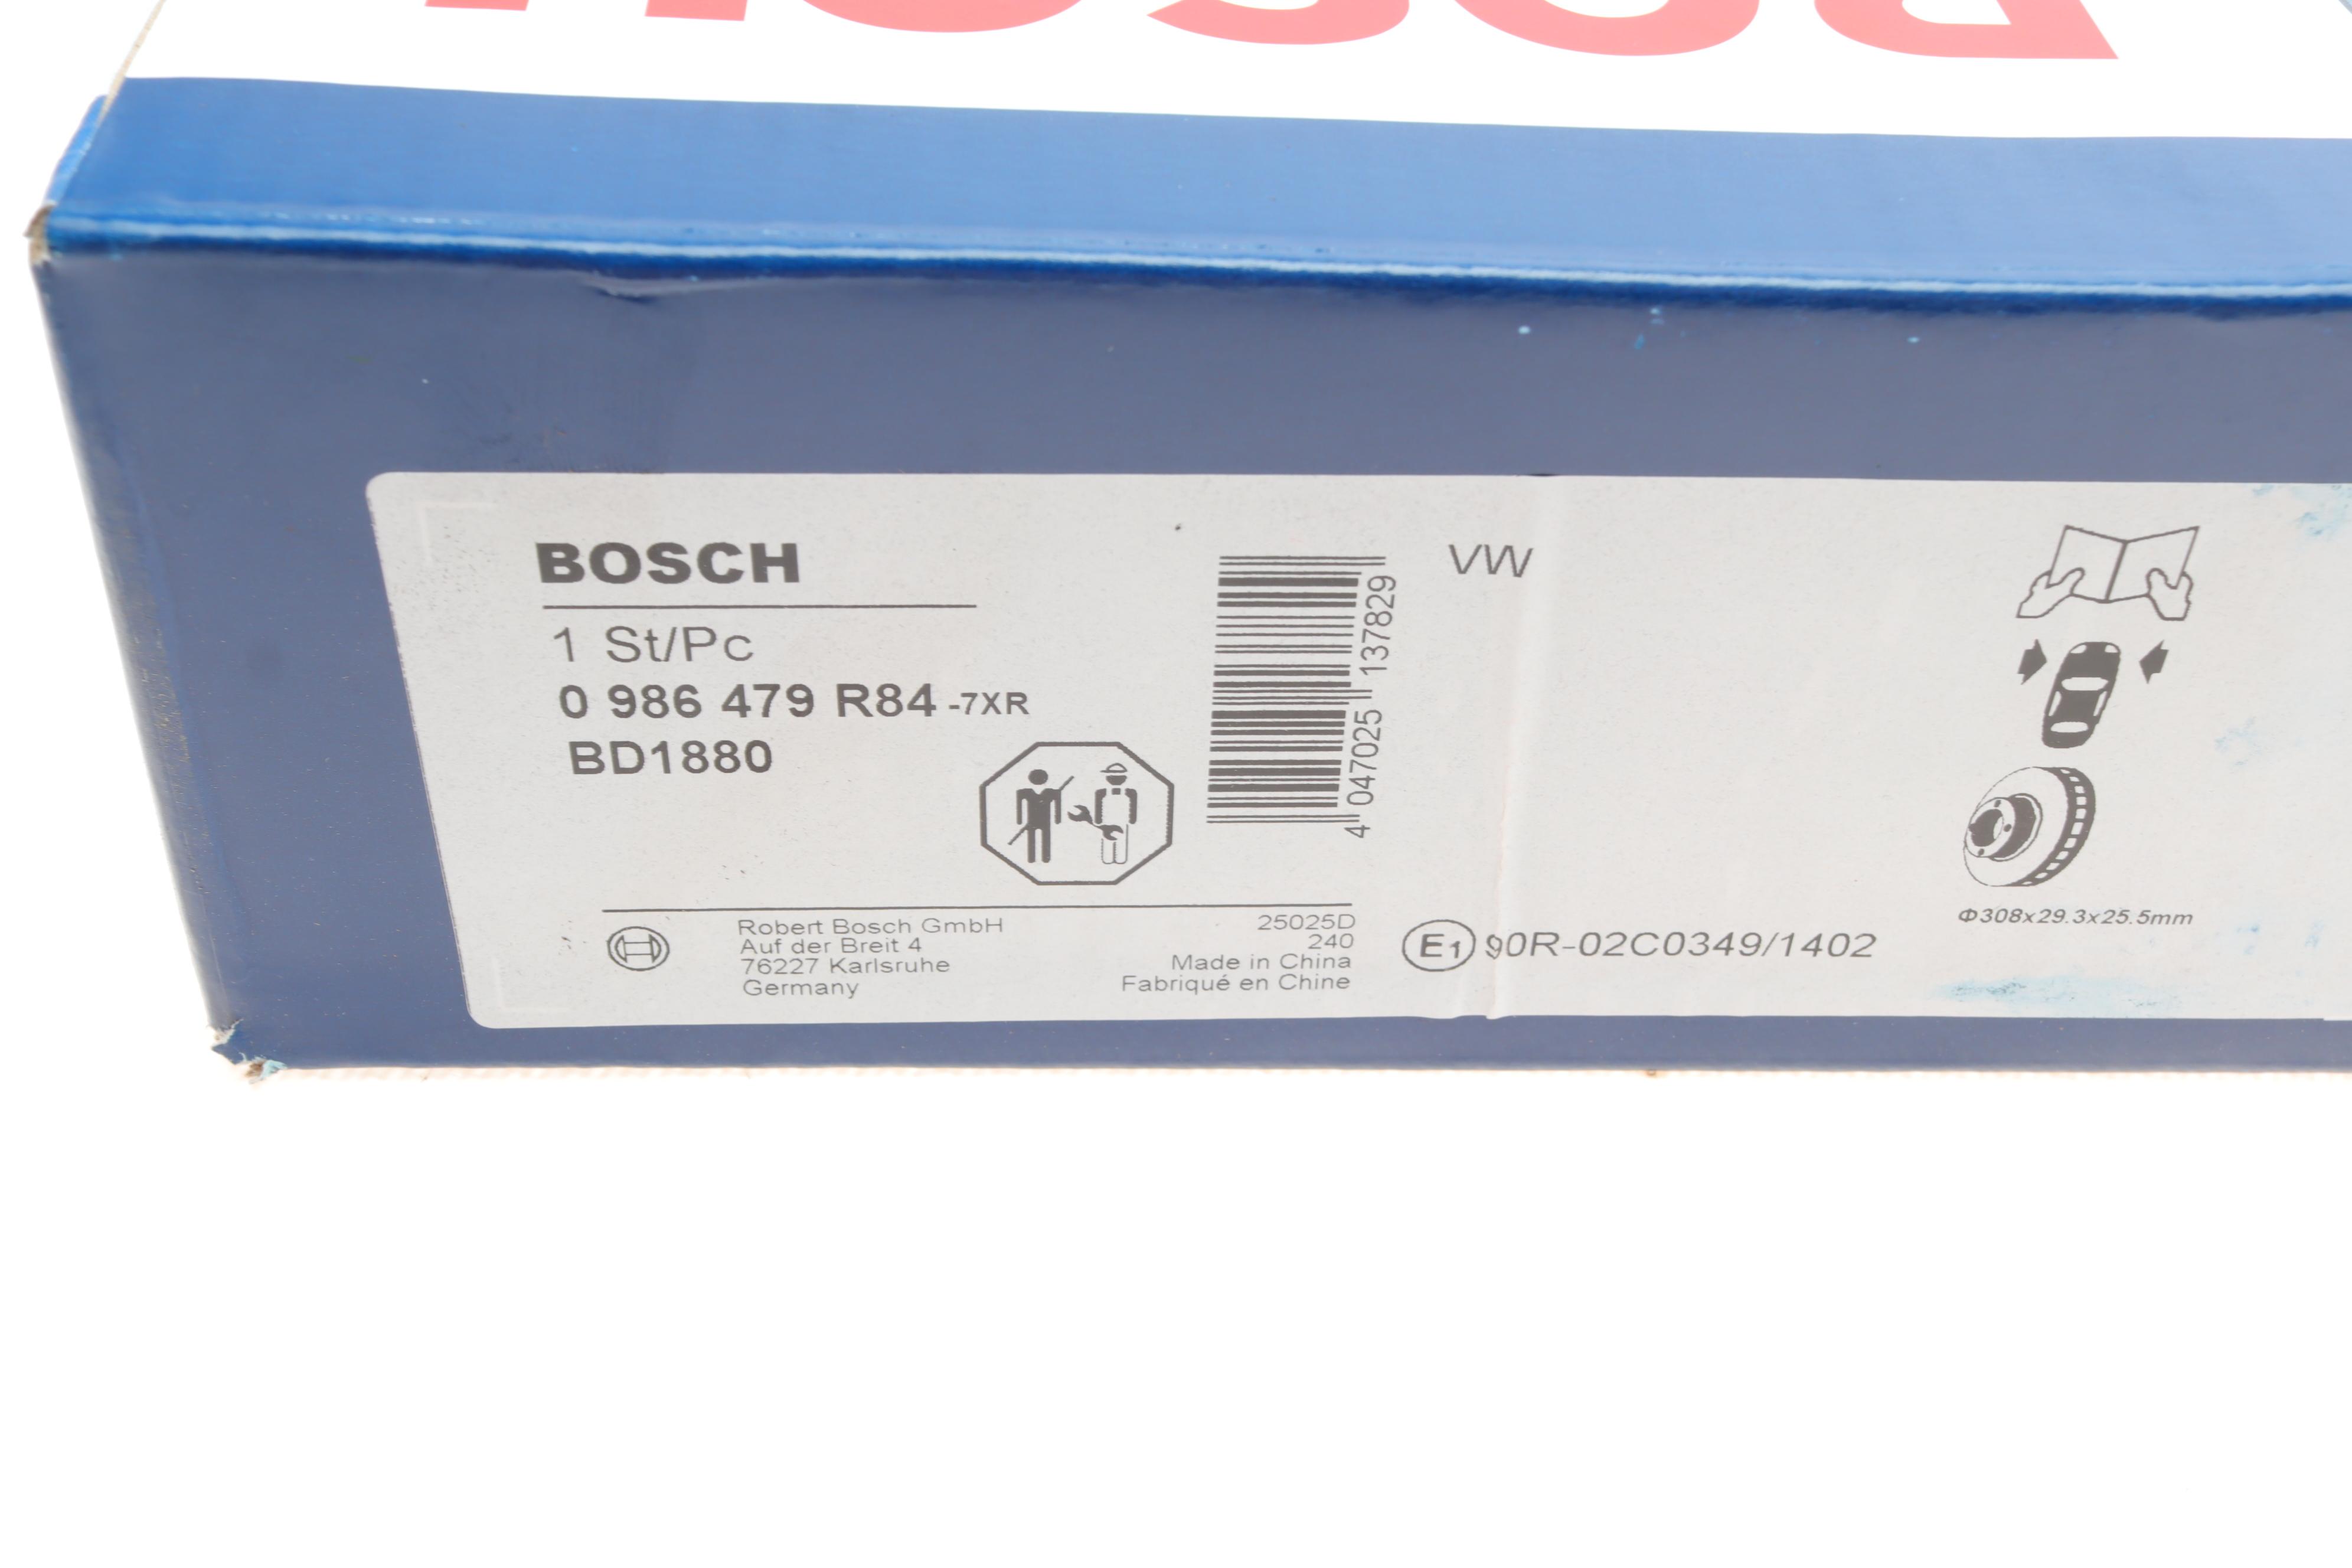 BOSCH
BOSCH
1 St/Pc
0 986 479 R84 -7XR
BD1880
4 047025 137829
VW
Robert Bosch GmbH
Auf der Breit 4
76227 Karlsruhe
Germany
25025D
240
Made in China
Fabriqué en Chine
E1 90R-02C0349/1402
Φ308x29.3x25.5mm